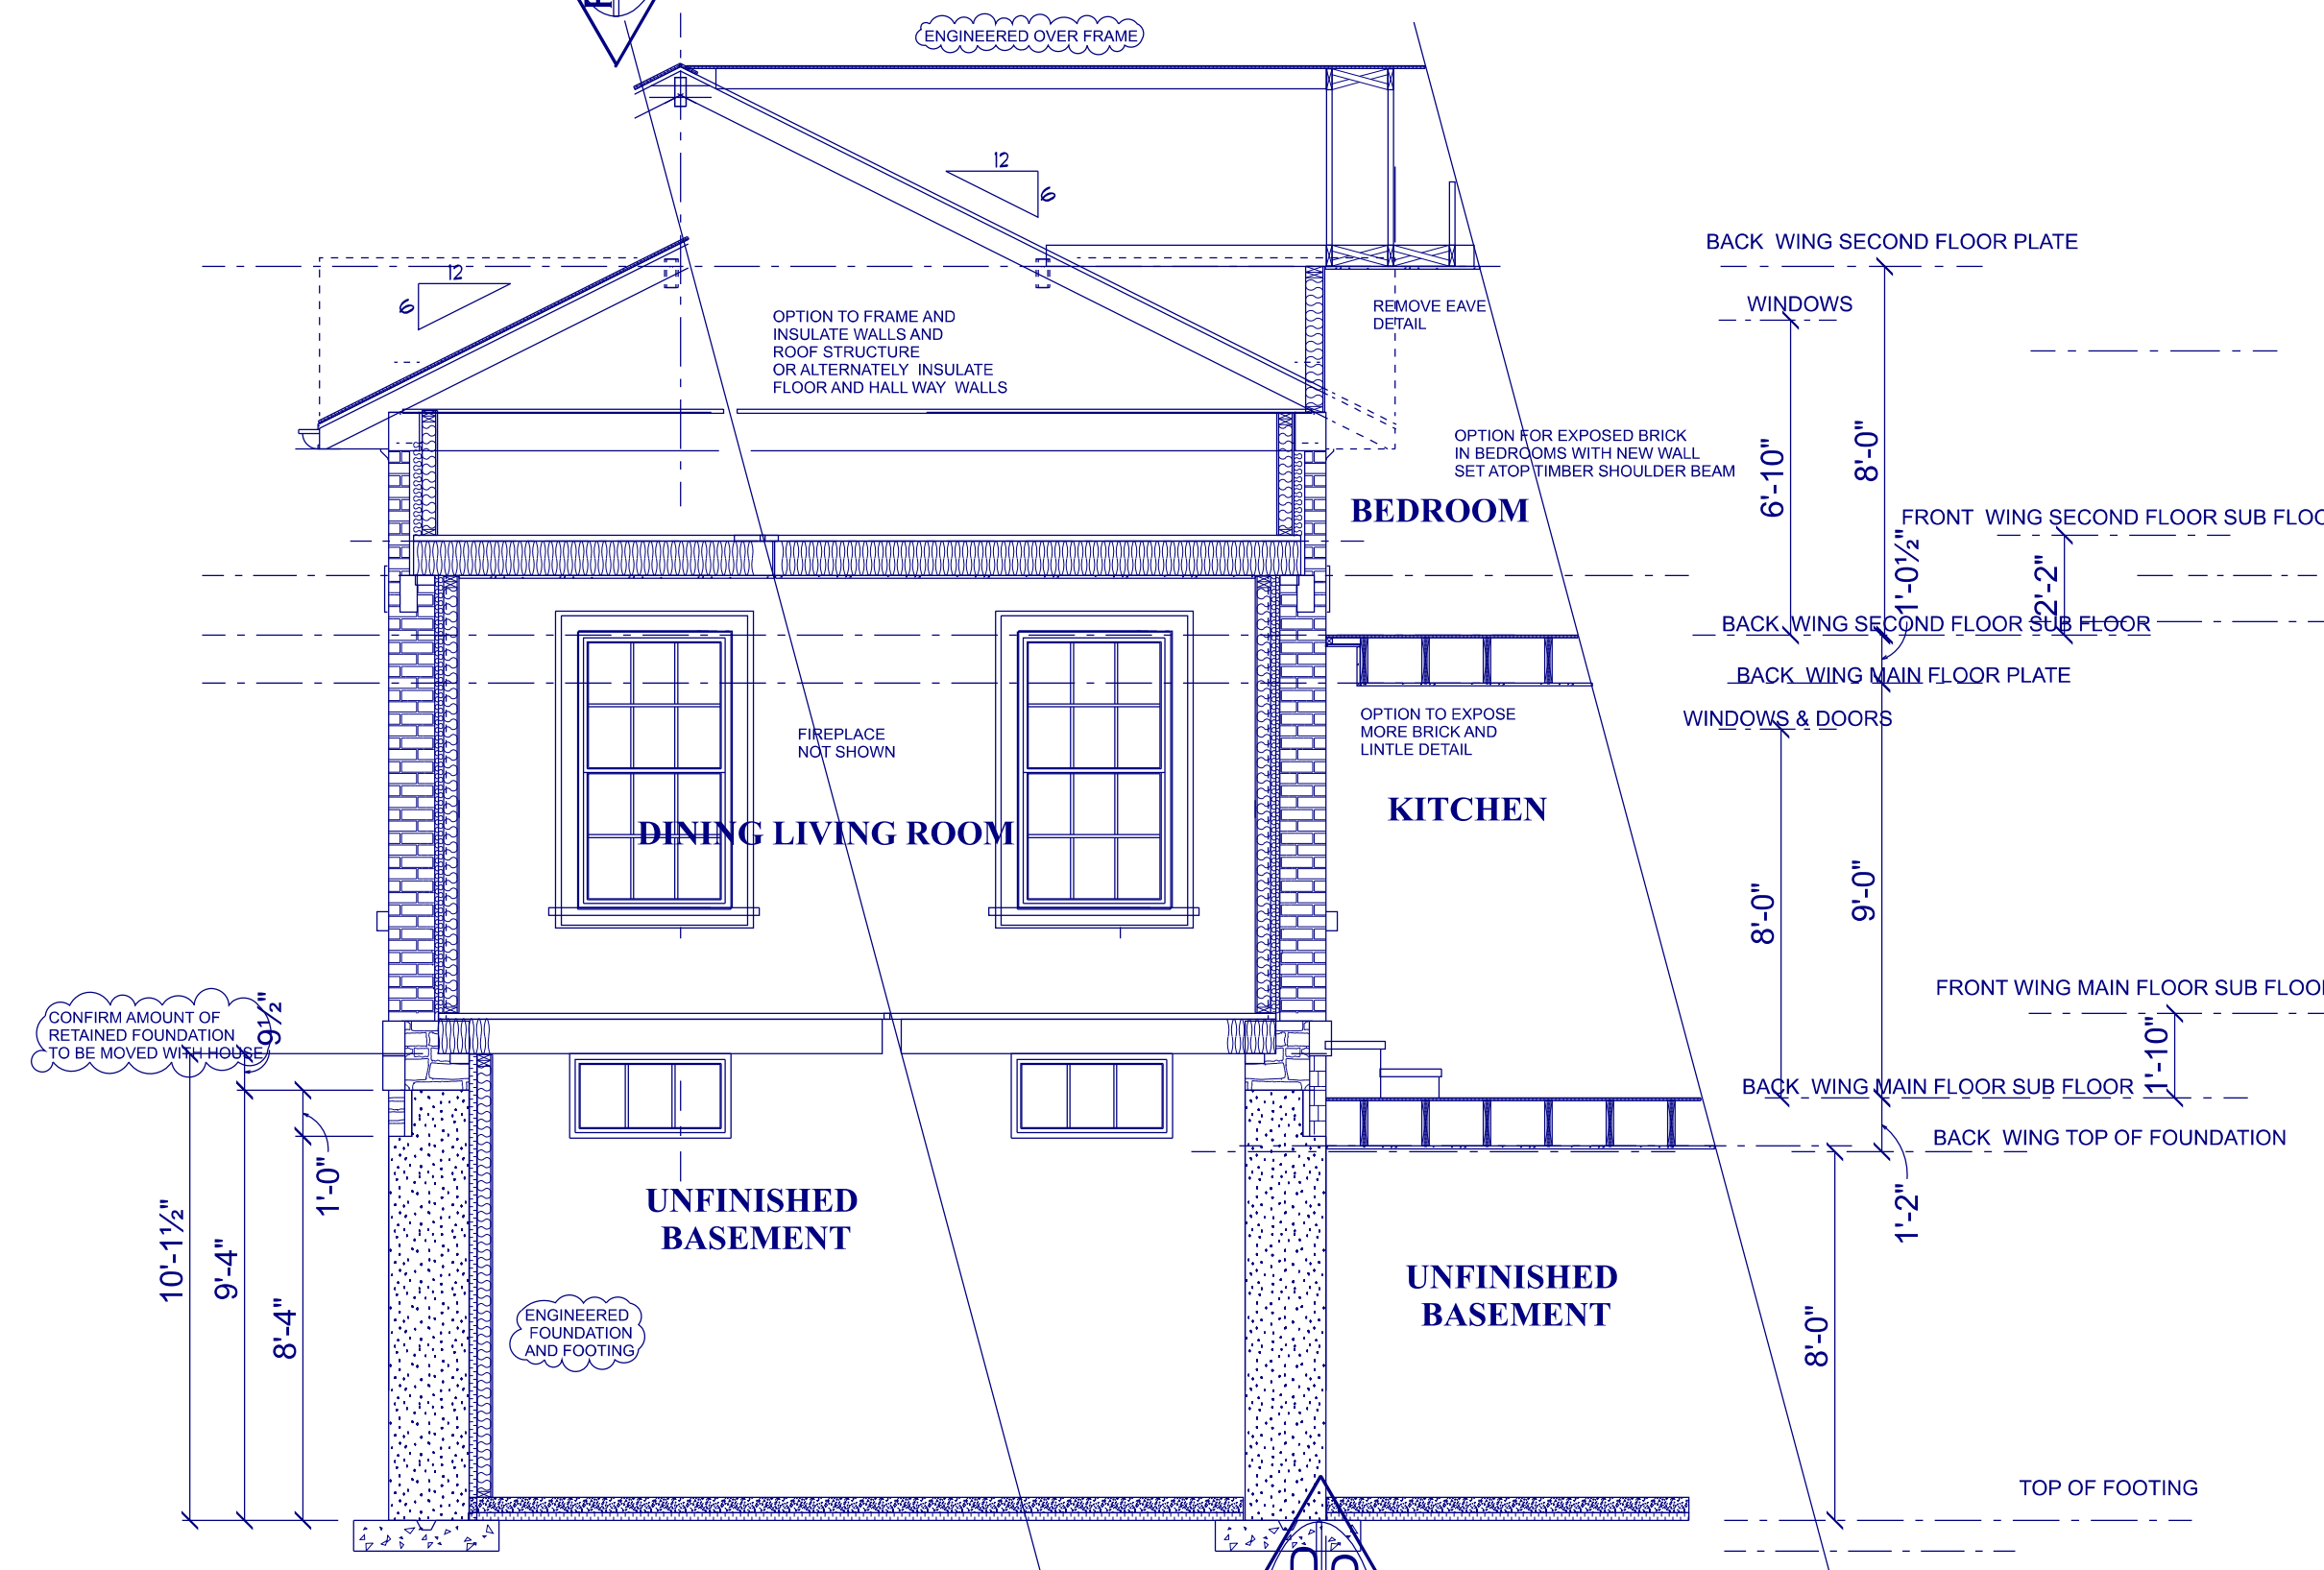 ENGINEERED OVER FRAME
12
6
BACK WING SECOND FLOOR PLATE
12
6
WINDOWS
REMOVE EAVE
DETAIL
OPTION TO FRAME AND
INSULATE WALLS AND
ROOF STRUCTURE
OR ALTERNATELY INSULATE
FLOOR AND HALL WAY WALLS
OPTION FOR EXPOSED BRICK
IN BEDROOMS WITH NEW WALL
SET ATOP TIMBER SHOULDER BEAM
6'-10"
8'-0"
BEDROOM
FRONT WING SECOND FLOOR SUB FLOO
1'-0½"
2'-2"
BACK WING SECOND FLOOR SUB FLOOR
BACK WING MAIN FLOOR PLATE
WINDOWS & DOORS
OPTION TO EXPOSE
MORE BRICK AND
LINTLE DETAIL
FIREPLACE
NOT SHOWN
KITCHEN
DINING LIVING ROOM
8'-0"
9'-0"
FRONT WING MAIN FLOOR SUB FLOO
CONFIRM AMOUNT OF
RETAINED FOUNDATION
TO BE MOVED WITH HOUSE
9½"
1'-10"
BACK WING MAIN FLOOR SUB FLOOR
BACK WING TOP OF FOUNDATION
1'-0"
1'-2"
UNFINISHED
BASEMENT
10'-1½"
9'-4"
8'-4"
UNFINISHED
BASEMENT
ENGINEERED
FOUNDATION
AND FOOTING
8'-0"
TOP OF FOOTING